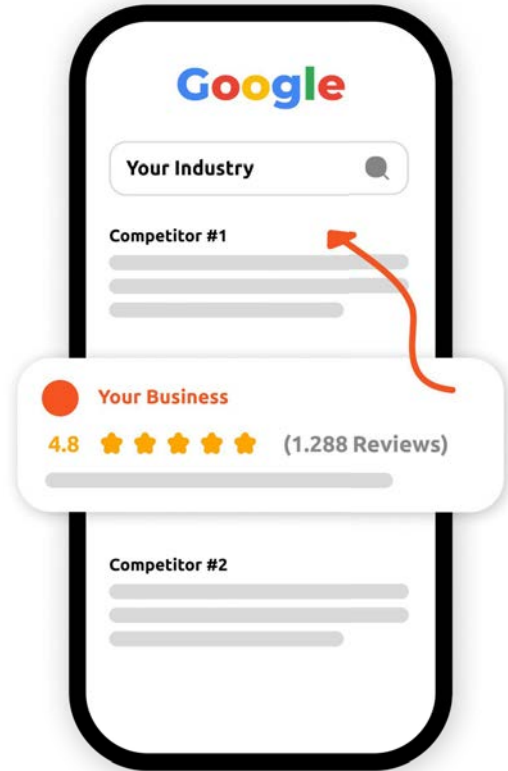 Google
Your Industry
Competitor #1
Your Business
4.8 (1.288 Reviews)
Competitor #2